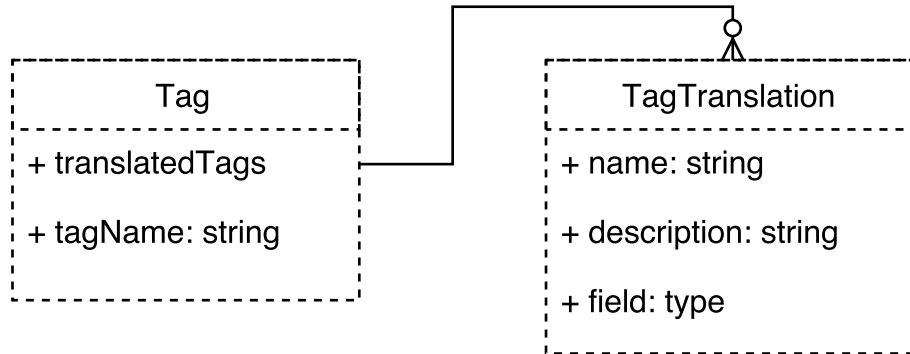 Tag
+ translatedTags
+ tagName: string
TagTranslation
+ name: string
+ description: string
+ field: type